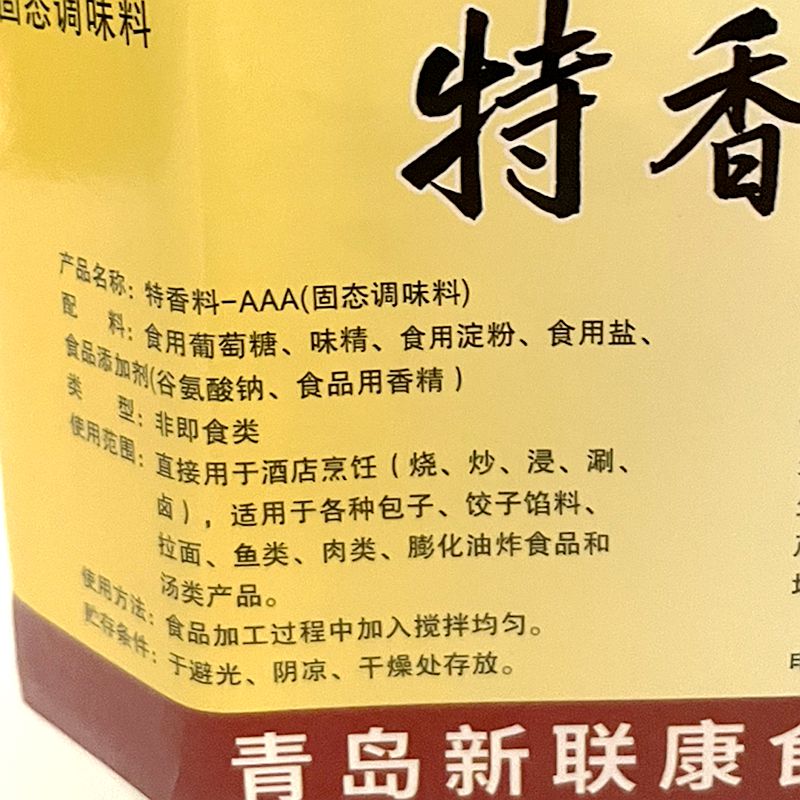 固态调味料
特香
产品名称：特香料-AAA(固态调味料)
配 料：食用葡萄糖、味精、食用淀粉、食用盐、
食品添加剂(谷氨酸钠、食品用香精)
类 型：非即食类
使用范围：直接用于酒店烹饪（烧、炒、浸、涮、
卤），适用于各种包子、饺子馅料、
拉面、鱼类、肉类、膨化油炸食品和
汤类产品。
使用方法：食品加工过程中加入搅拌均匀。
贮存条件：于避光、阴凉、干燥处存放。
青岛新联康食